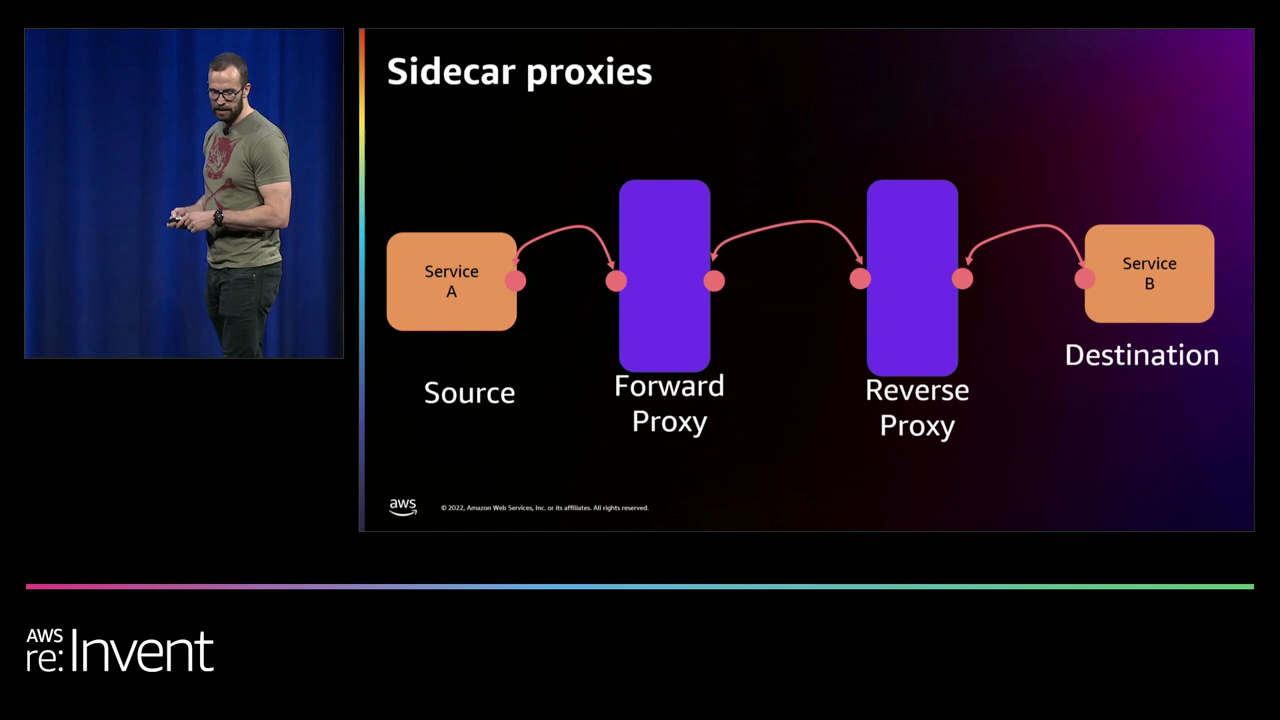 Sidecar proxies
Service
A
Service
B
Source
Forward
Proxy
Reverse
Proxy
Destination
aws
© 2022, Amazon Web Services, Inc. or its affiliates. All rights reserved.
AWS
re:Invent